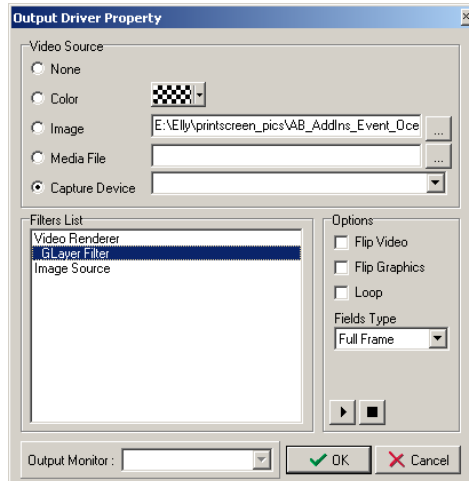 Output Driver Property
Video Source
None
Color
Image
E:\Elly\printscreen_pics\AB_AddIns_Event_Oce
...
Media File
...
Capture Device
Filters List
Video Renderer
GLayer Filter
Image Source
Options
Flip Video
Flip Graphics
Loop
Fields Type
Full Frame
Output Monitor :
OK
Cancel